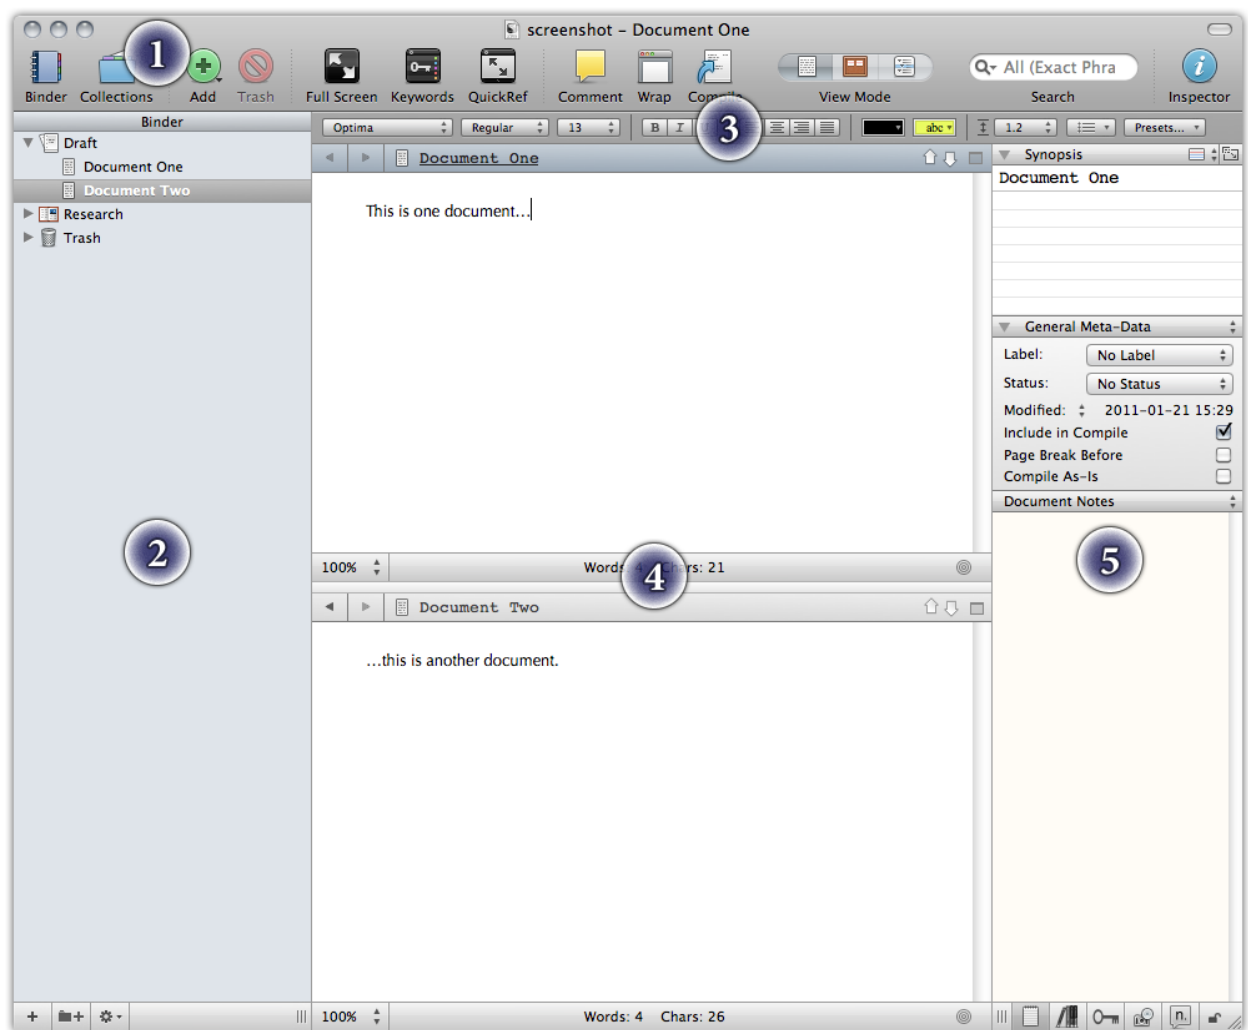 screenshot – Document One
1
All (Exact Phra
Binder Collections Add Trash Full Screen Keywords QuickRef Comment Wrap Compile View Mode Search Inspector
Binder
Optima Regular 13 B I 3 abc 1.2 Presets...
Draft
Document One
Document Two
Research
Trash
Document One
This is one document...
Synopsis
Document One
General Meta-Data
Label: No Label
Status: No Status
Modified: 2011-01-21 15:29
Include in Compile
Page Break Before
Compile As-Is
Document Notes
2
5
100% Words: 4 Chars: 21
4
Document Two
...this is another document.
100% Words: 4 Chars: 26
n.